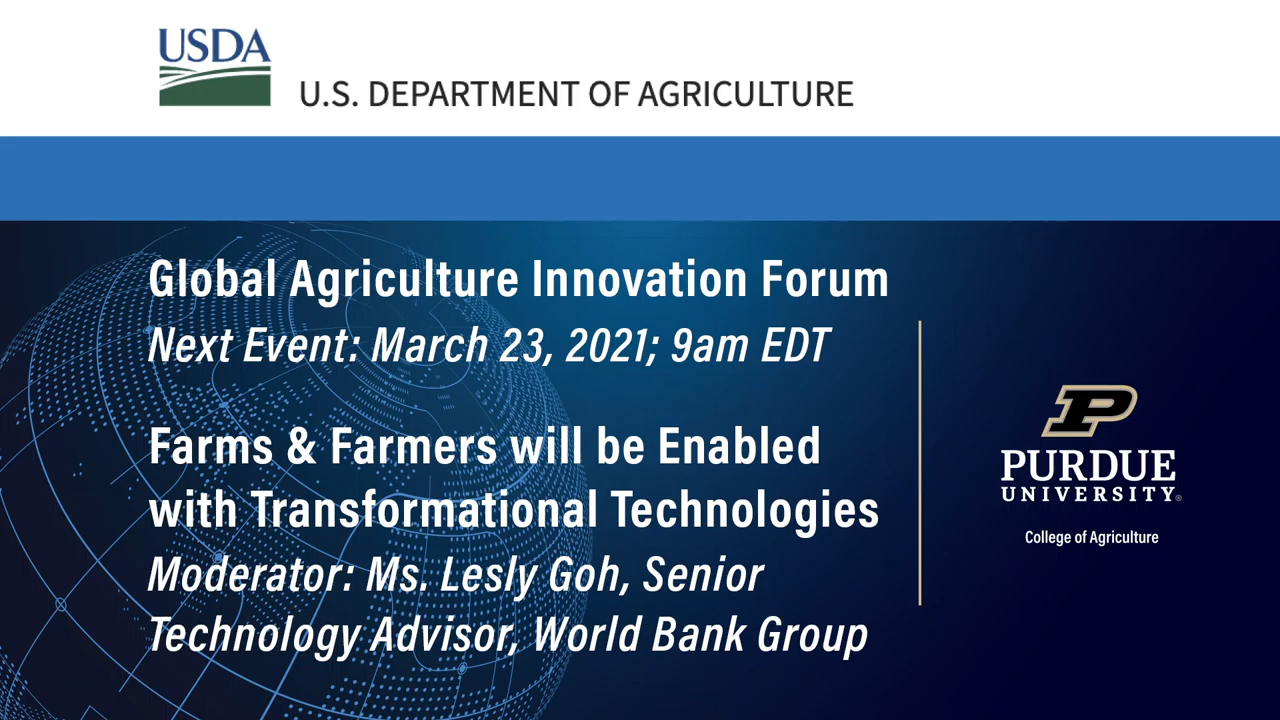 USDA
U.S. DEPARTMENT OF AGRICULTURE
Global Agriculture Innovation Forum
Next Event: March 23, 2021; 9am EDT
Farms & Farmers will be Enabled
with Transformational Technologies
Moderator: Ms. Lesly Goh, Senior
Technology Advisor, World Bank Group
P
PURDUE
UNIVERSITY®
College of Agriculture